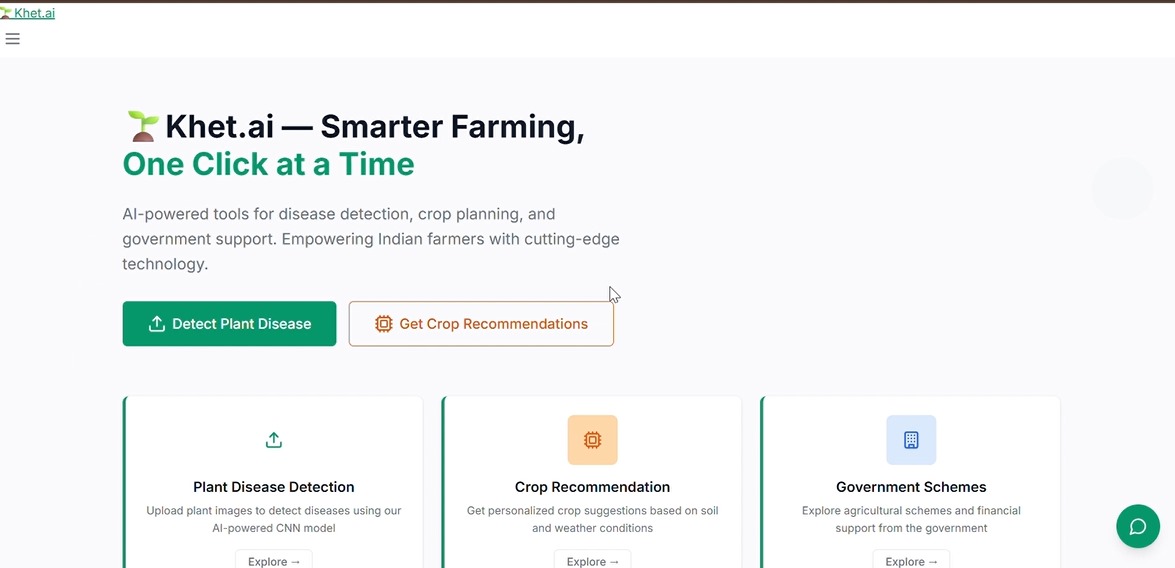 Khet.ai
Khet.ai — Smarter Farming,
One Click at a Time
AI-powered tools for disease detection, crop planning, and
government support. Empowering Indian farmers with cutting-edge
technology.
Detect Plant Disease
Get Crop Recommendations
Plant Disease Detection
Upload plant images to detect diseases using our
AI-powered CNN model
Explore →
Crop Recommendation
Get personalized crop suggestions based on soil
and weather conditions
Explore →
Government Schemes
Explore agricultural schemes and financial
support from the government
Explore →